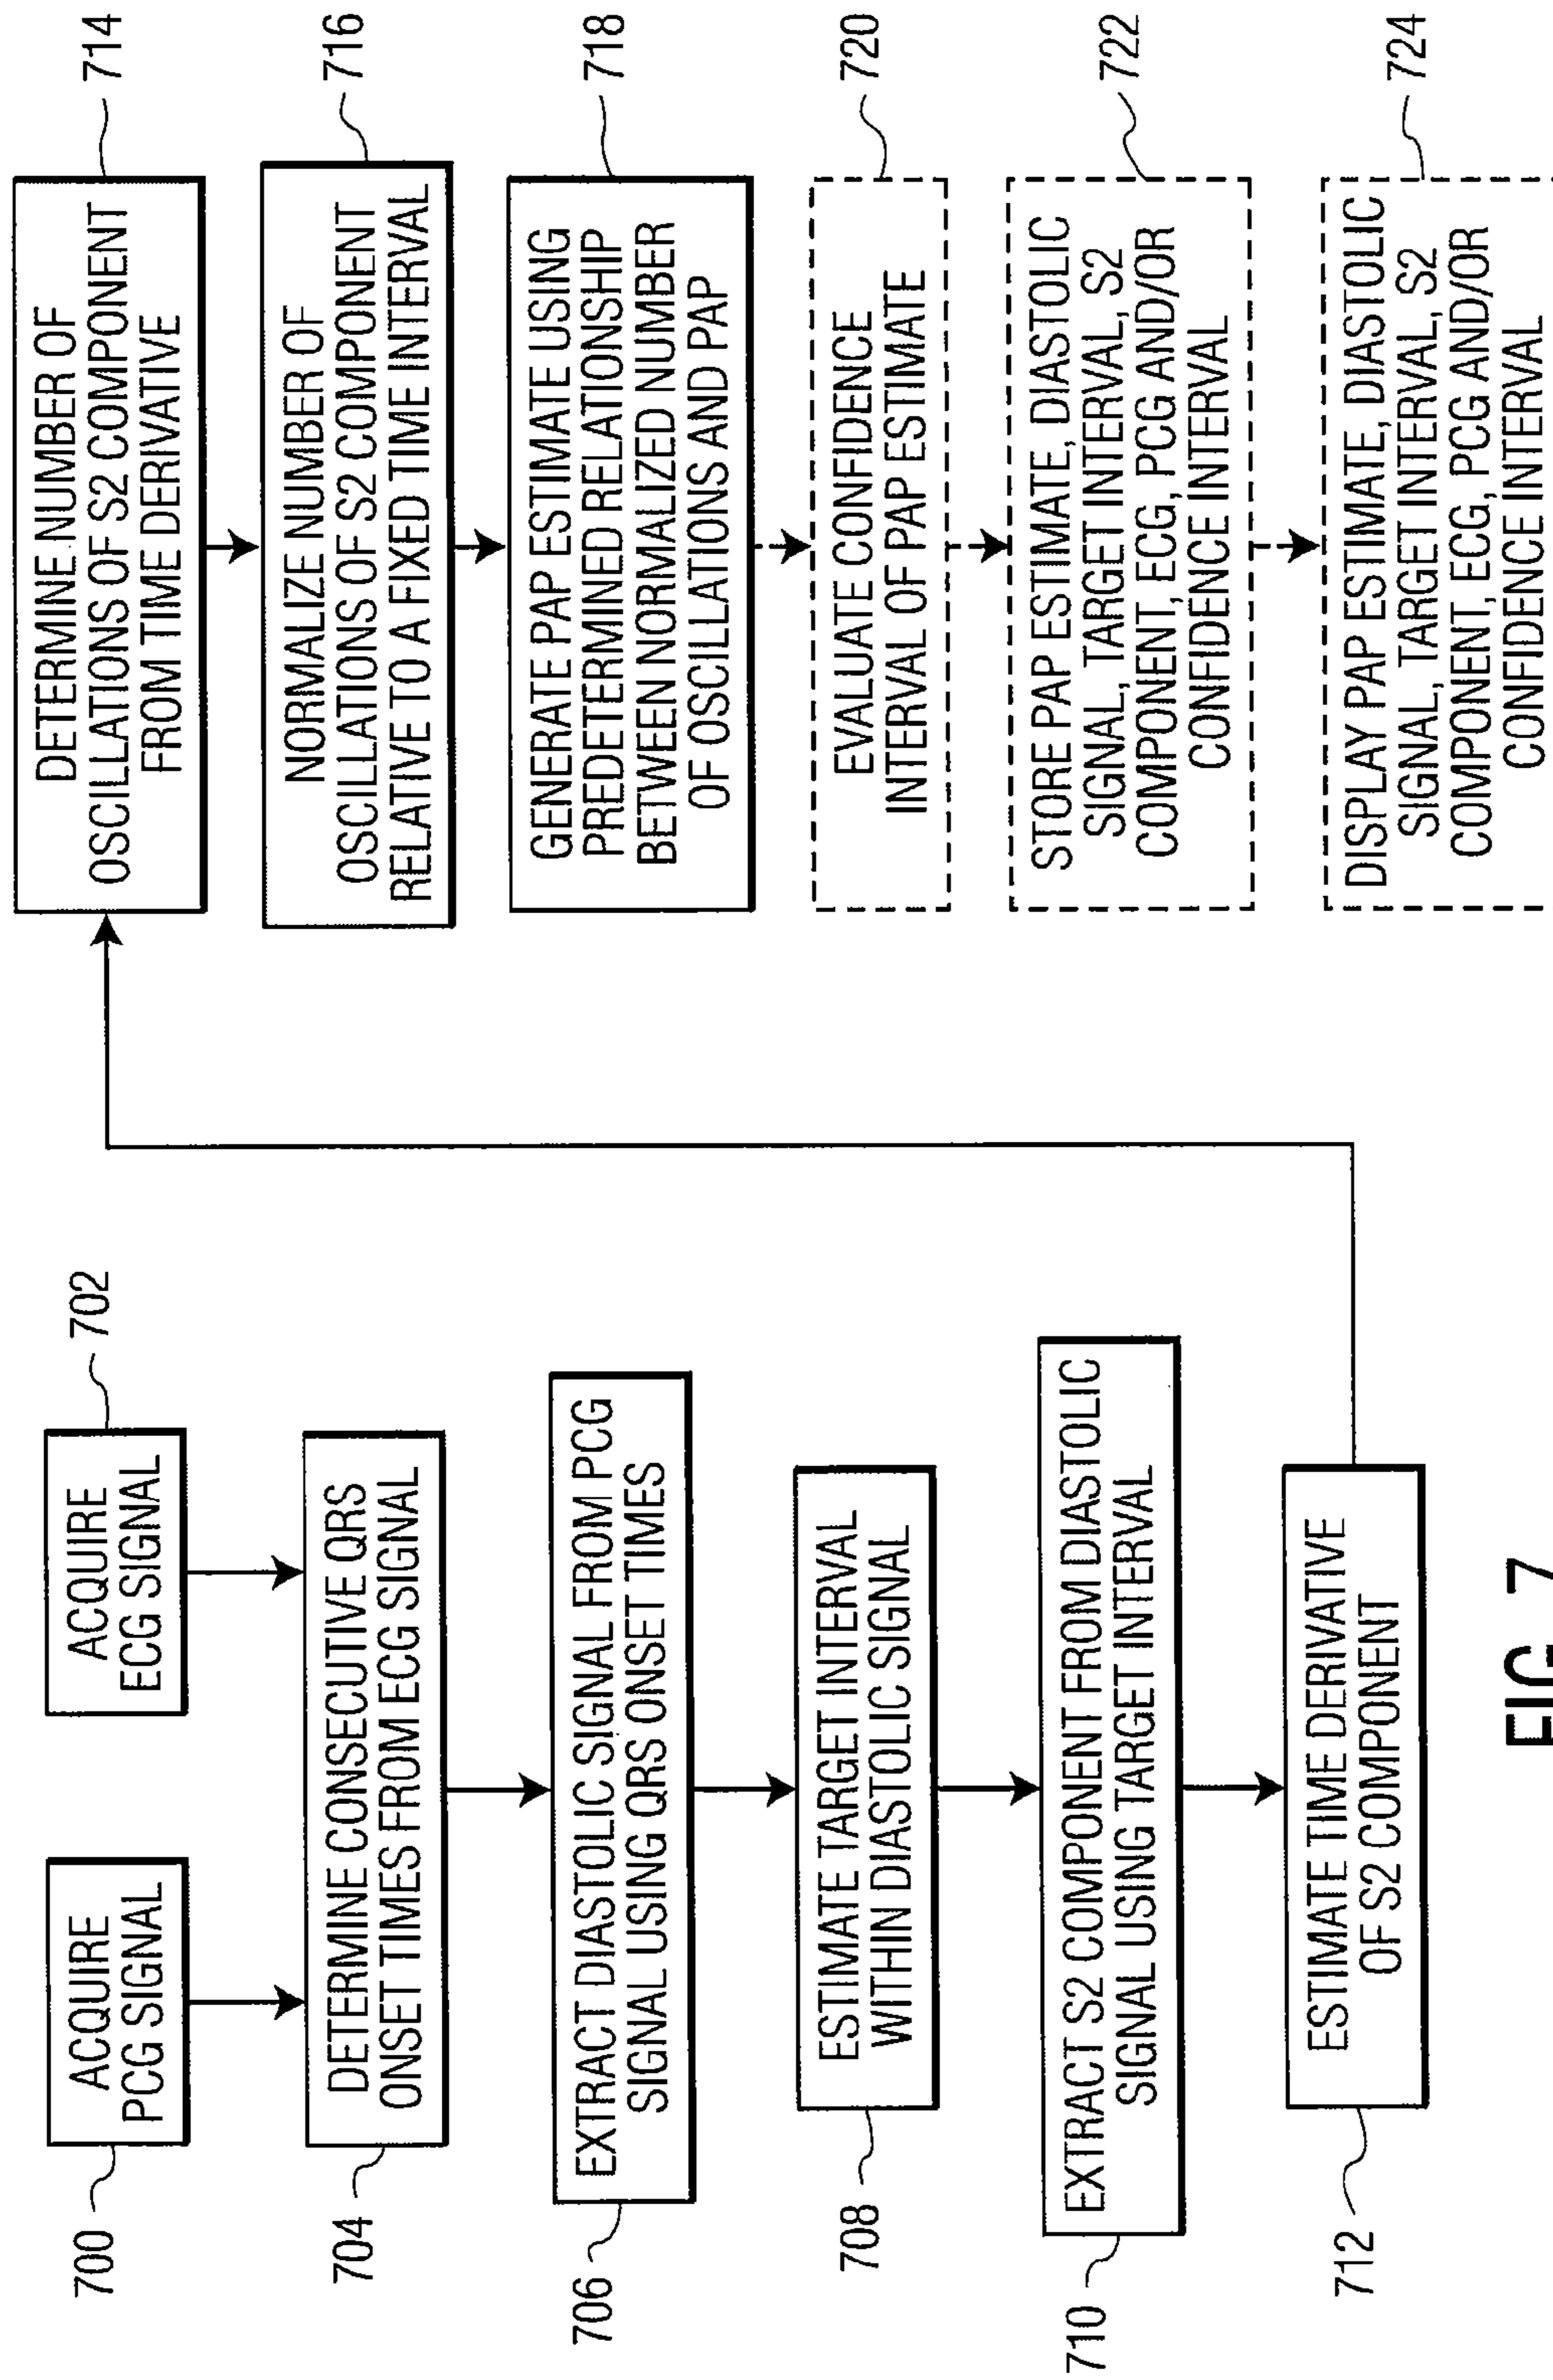 700
ACQUIRE
PCG SIGNAL
ACQUIRE
ECG SIGNAL
702
704
DETERMINE CONSECUTIVE QRS
ONSET TIMES FROM ECG SIGNAL
706
EXTRACT DIASTOLIC SIGNAL FROM PCG
SIGNAL USING QRS ONSET TIMES
708
ESTIMATE TARGET INTERVAL
WITHIN DIASTOLIC SIGNAL
710
EXTRACT S2 COMPONENT FROM DIASTOLIC
SIGNAL USING TARGET INTERVAL
712
ESTIMATE TIME DERIVATIVE
OF S2 COMPONENT
DETERMINE NUMBER OF
OSCILLATIONS OF S2 COMPONENT
FROM TIME DERIVATIVE
714
NORMALIZE NUMBER OF
OSCILLATIONS OF S2 COMPONENT
RELATIVE TO A FIXED TIME INTERVAL
716
GENERATE PAP ESTIMATE USING
PREDETERMINED RELATIONSHIP
BETWEEN NORMALIZED NUMBER
OF OSCILLATIONS AND PAP
718
EVALUATE CONFIDENCE
INTERVAL OF PAP ESTIMATE
720
STORE PAP ESTIMATE, DIASTOLIC
SIGNAL, TARGET INTERVAL, S2
COMPONENT, ECG, PCG AND/OR
CONFIDENCE INTERVAL
722
DISPLAY PAP ESTIMATE, DIASTOLIC
SIGNAL, TARGET INTERVAL, S2
COMPONENT, ECG, PCG AND/OR
CONFIDENCE INTERVAL
724
FIG. 7